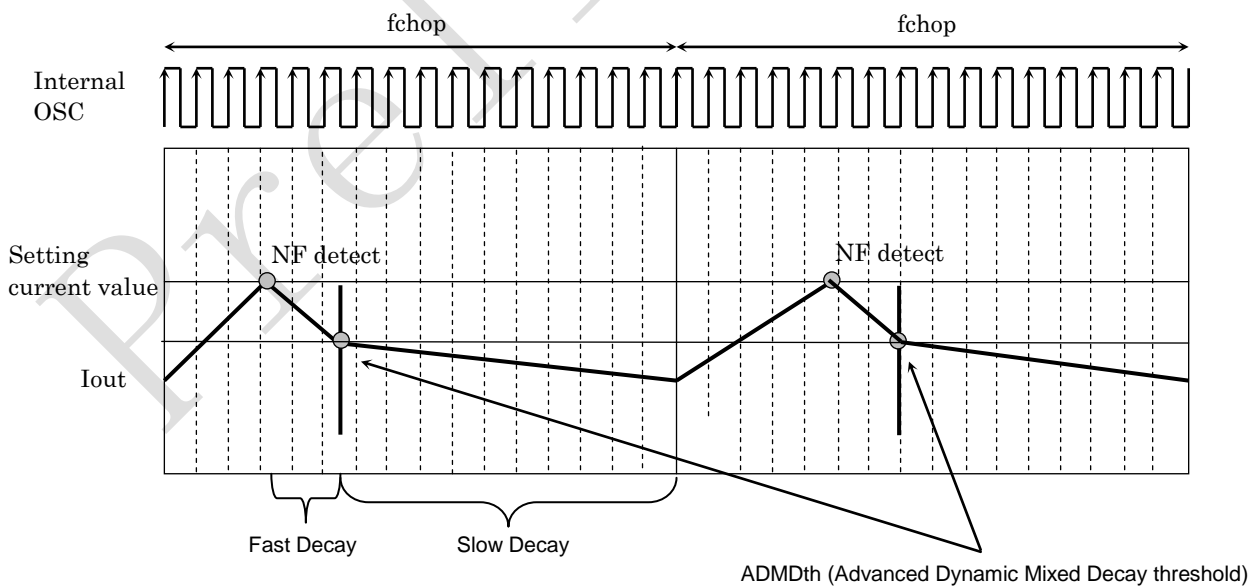 fchop
fchop
Internal
OSC
Setting
current value
NF detect
NF detect
Iout
Fast Decay
Slow Decay
ADMDth (Advanced Dynamic Mixed Decay threshold)
Prel